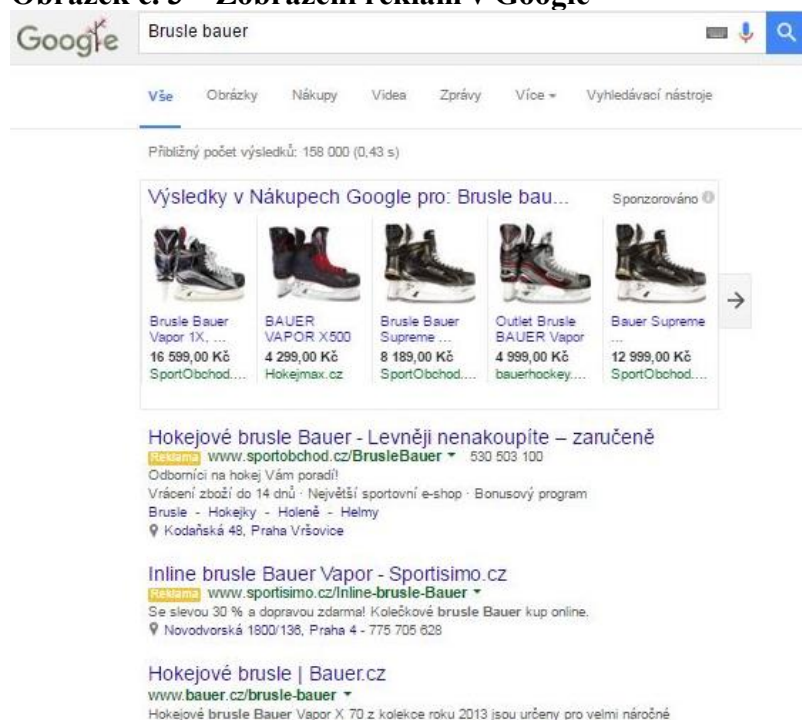 Obrázek č. 3 – Zobrazení reklam v Google
Google
Brusle bauer
Vše Obrázky Nákupy Videa Zprávy Více Vyhledávací nástroje
Přibližný počet výsledků: 158 000 (0,43 s)
Výsledky v Nákupech Google pro: Brusle bau... Sponzorováno
Brusle Bauer
Vapor 1X, ...
16 599,00 Kč
SportObchod....
BAUER
VAPOR X500
4 299,00 Kč
Hokejmax.cz
Brusle Bauer
Supreme ...
8 189,00 Kč
SportObchod....
Outlet Brusle
BAUER Vapor
4 999,00 Kč
bauerhockey....
Bauer Supreme
...
12 999,00 Kč
SportObchod....
Hokejové brusle Bauer - Levněji nenakoupíte – zaručeně
Reklama www.sportobchod.cz/BrusleBauer 530 503 100
Odborníci na hokej Vám poradí!
Vrácení zboží do 14 dnů · Největší sportovní e-shop · Bonusový program
Brusle - Hokejky - Holeně - Helmy
Kodaňská 48, Praha Vršovice
Inline brusle Bauer Vapor - Sportisimo.cz
Reklama www.sportisimo.cz/Inline-brusle-Bauer
Se slevou 30 % a dopravou zdarma! Kolečkové brusle Bauer kup online.
Novodvorská 1800/136, Praha 4 - 775 705 628
Hokejové brusle | Bauer.cz
www.bauer.cz/brusle-bauer
Hokejové brusle Bauer Vapor X 70 z kolekce roku 2013 jsou určeny pro velmi náročné